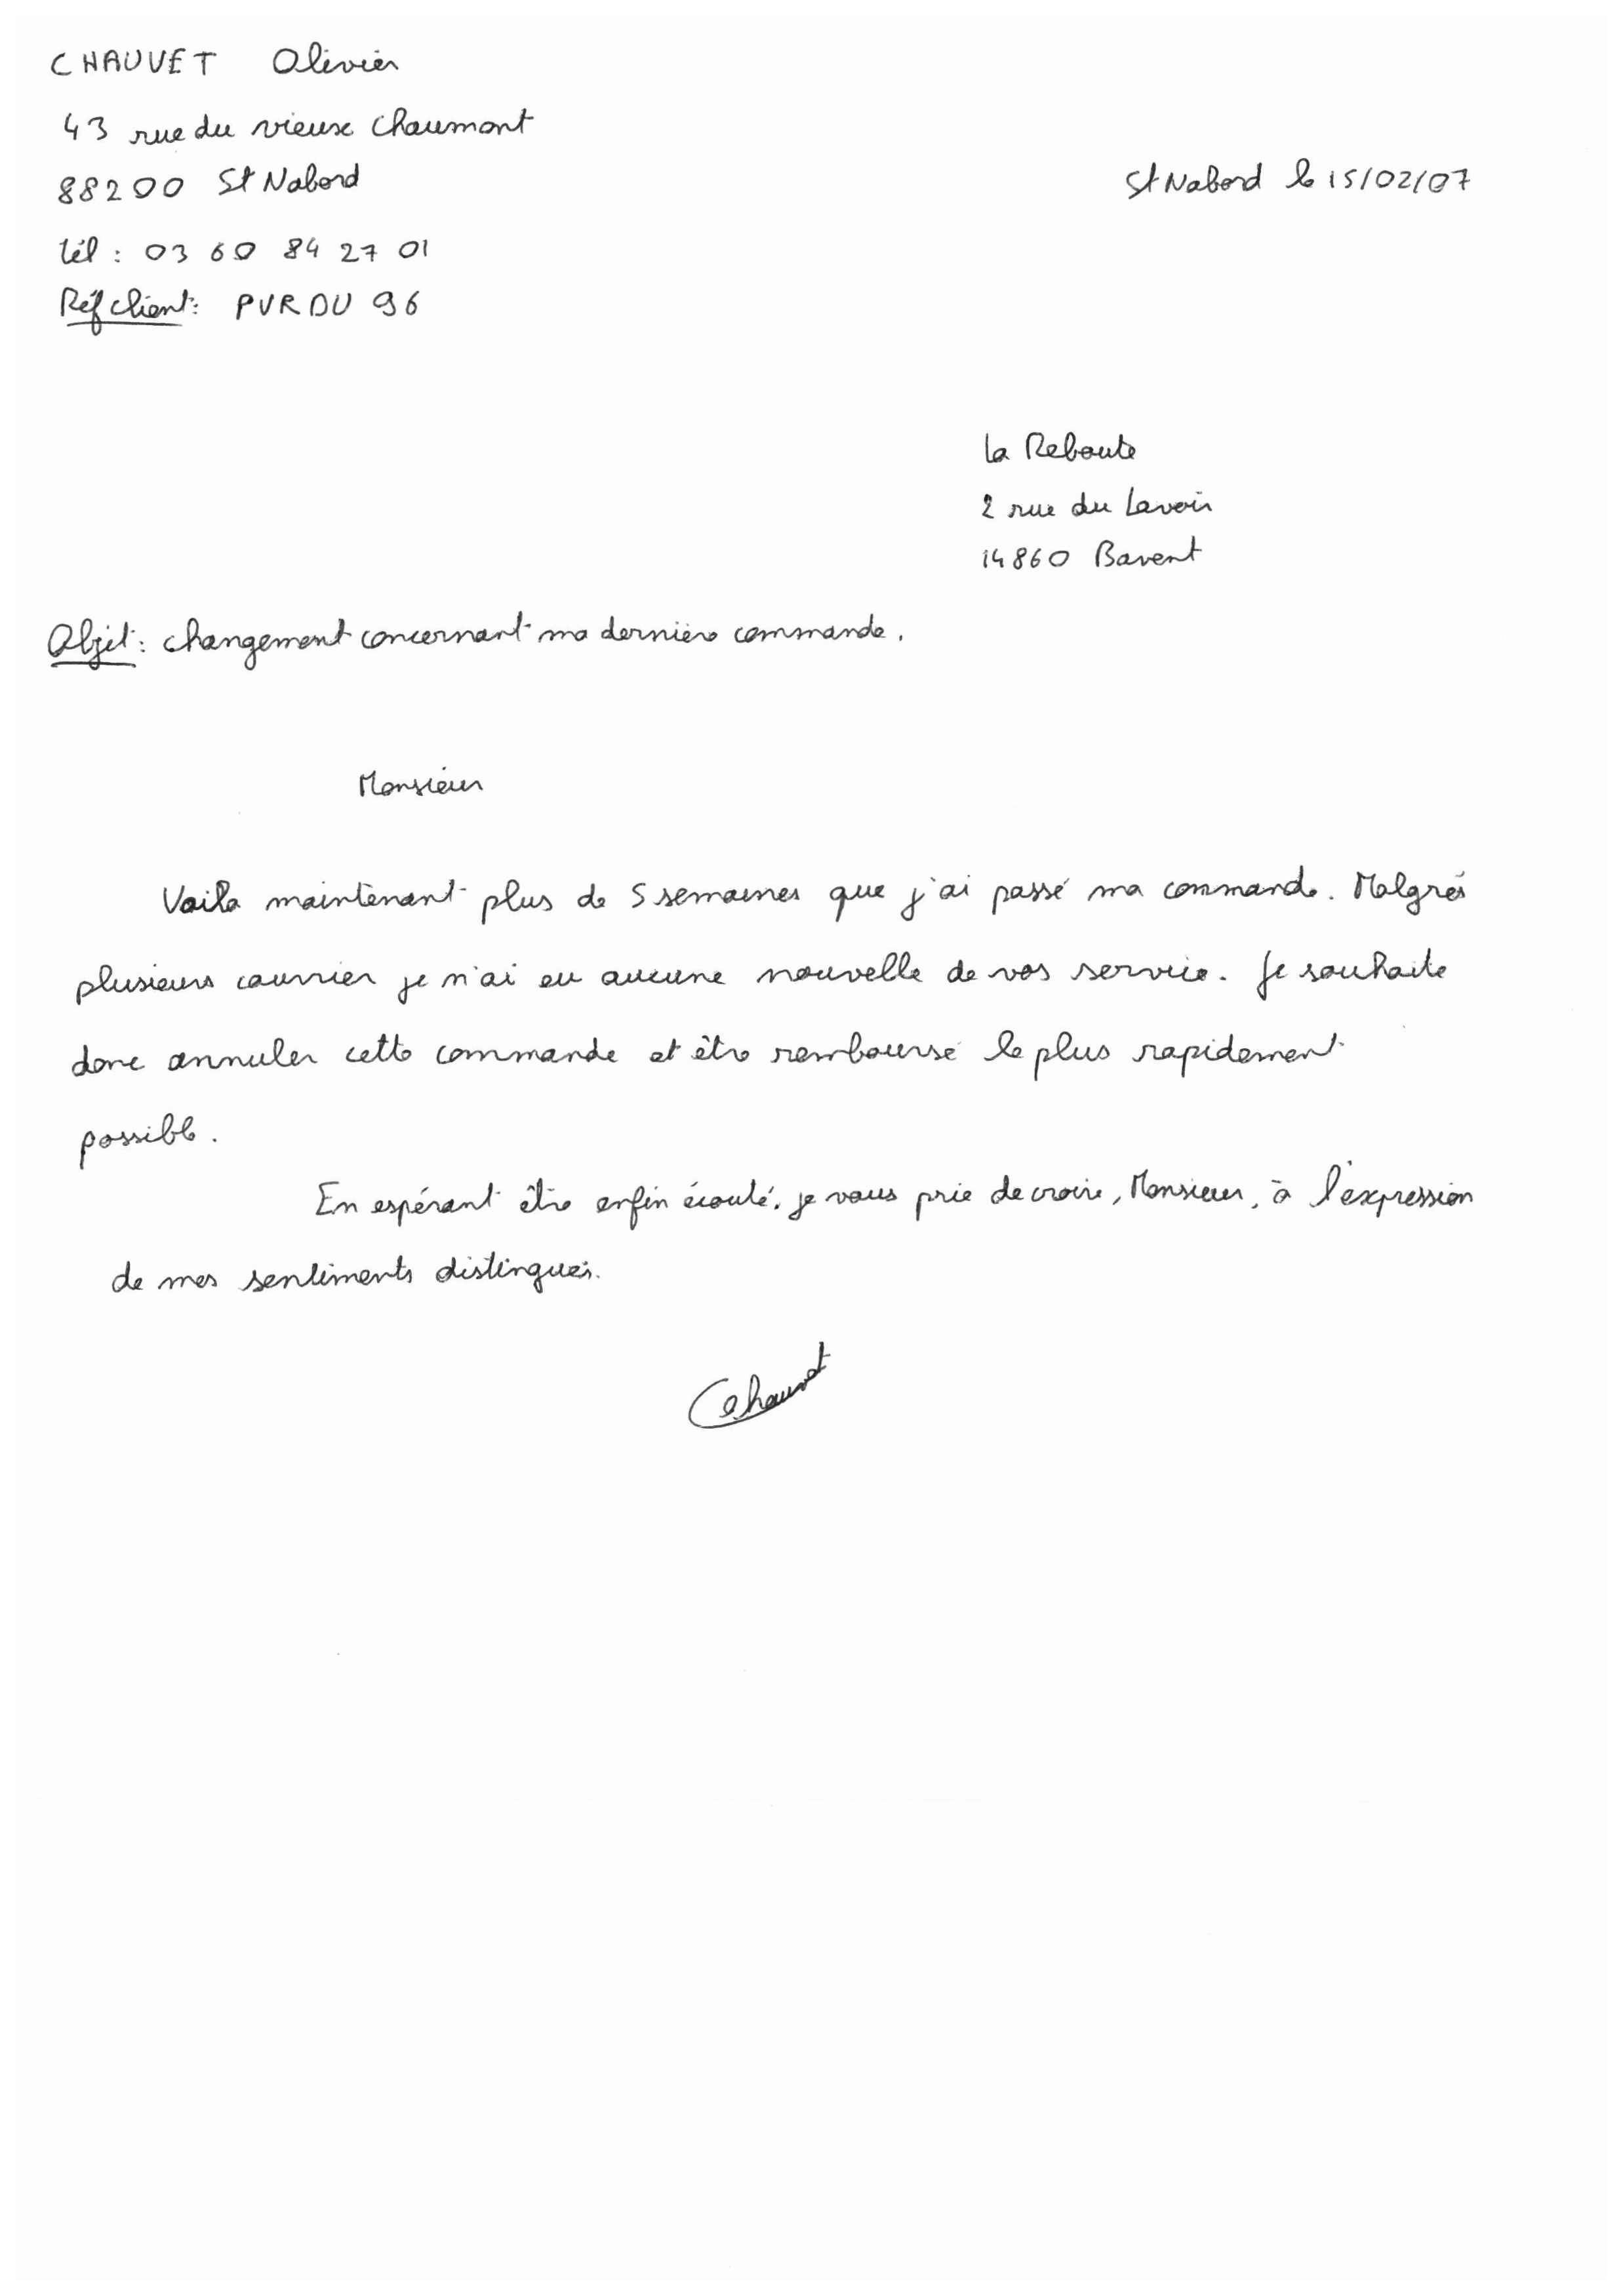 CHAUVET Olivier
43 rue du vieux Chaumont
88200 St Nabord
St Nabord le 15/02/07
tél : 03 60 84 27 01
Réf client : PVRDU 96
La Reboute
2 rue du Lavoir
14860 Bavent
Objet : changement concernant ma dernière commande.
Monsieur
Voila maintenant plus de 5 semaines que j'ai passé ma commande. Malgrés
plusieurs courrier je n'ai eu aucune nouvelle de vos service. Je souhaite
donc annuler cette commande et être remboursé le plus rapidement
possible.
En espérant être enfin écouté, je vous prie de croire, Monsieur, à l'expression
de mes sentiments distingués.
Chauvet